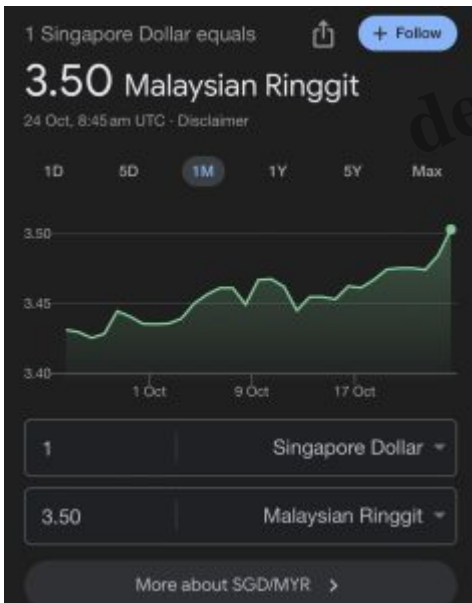 1 Singapore Dollar equals
+ Follow
3.50 Malaysian Ringgit
24 Oct, 8:45 am UTC · Disclaimer
1D 5D 1M 1Y 5Y Max
3.50
3.45
3.40
1 Oct 9 Oct 17 Oct
1 Singapore Dollar
3.50 Malaysian Ringgit
More about SGD/MYR >